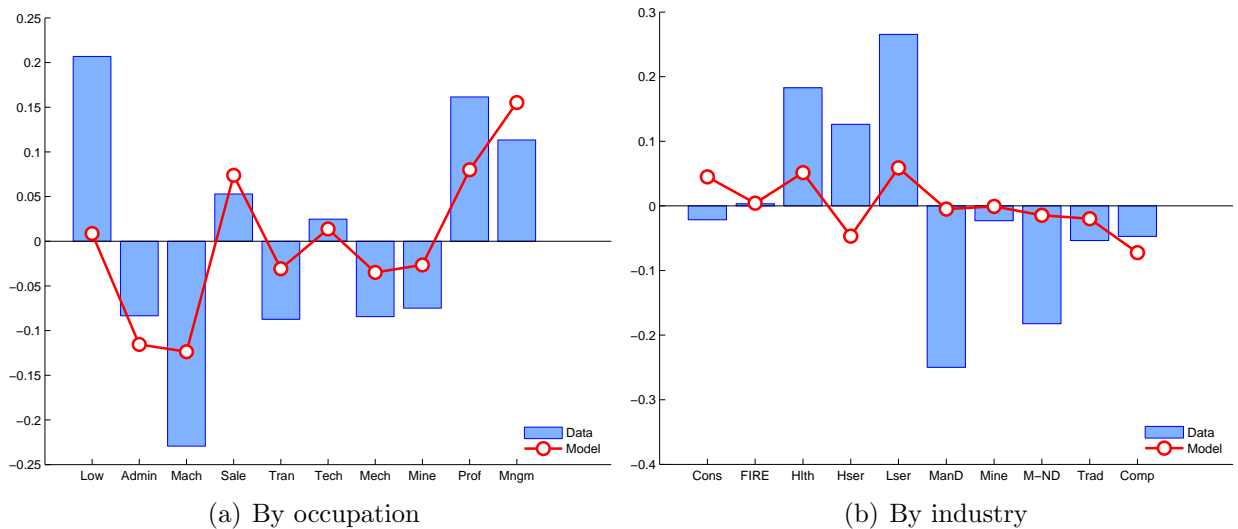 0.25
0.2
0.15
0.1
0.05
0
−0.05
−0.1
−0.15
−0.2
−0.25
Low Admin Mach Sale Tran Tech Mech Mine Prof Mngm
Data
Model
(a) By occupation
0.3
0.2
0.1
0
−0.1
−0.2
−0.3
−0.4
Cons FIRE Hlth Hser Lser ManD Mine M−ND Trad Comp
Data
Model
(b) By industry